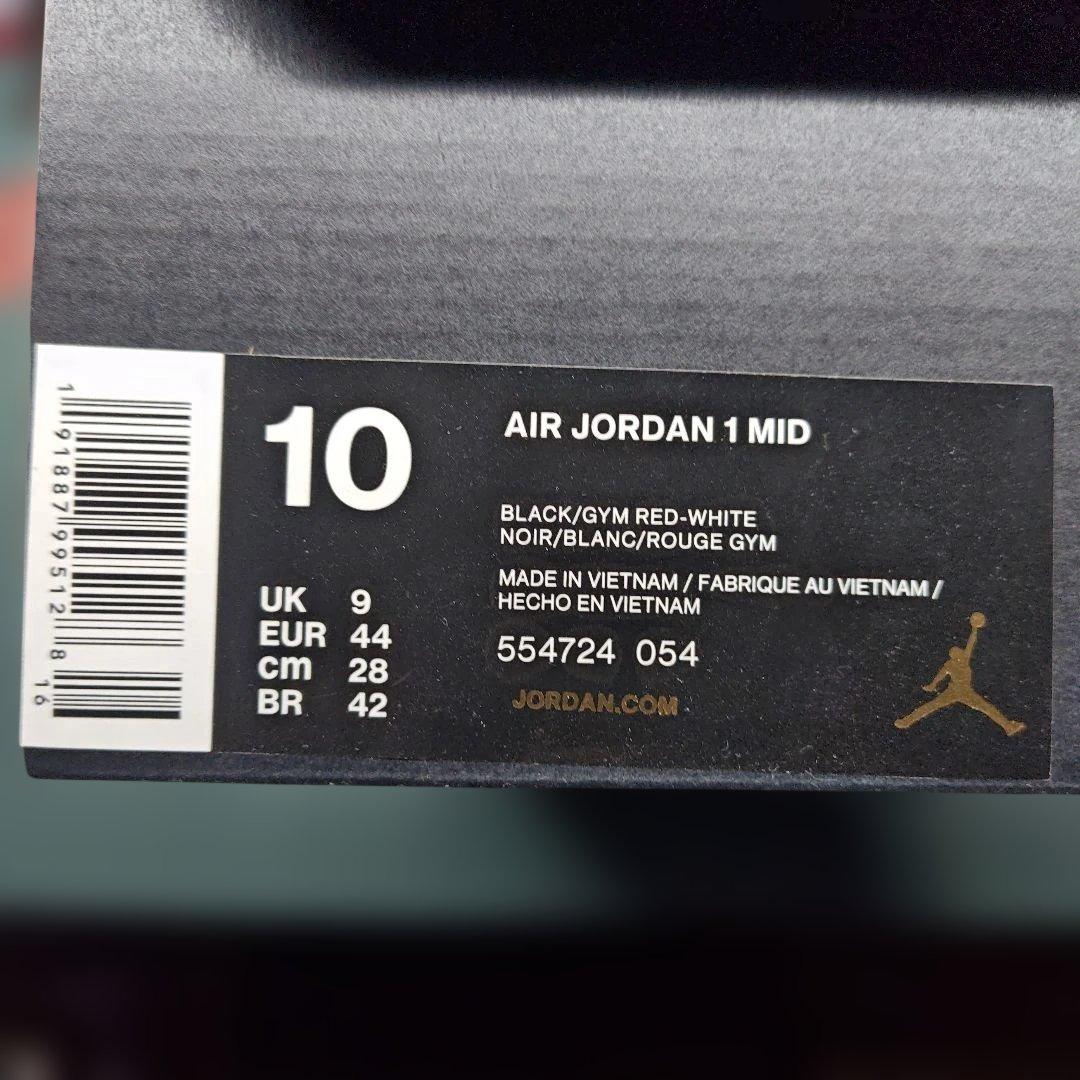 10
AIR JORDAN 1 MID
BLACK/GYM RED-WHITE
NOIR/BLANC/ROUGE GYM
MADE IN VIETNAM / FABRIQUE AU VIETNAM /
HECHO EN VIETNAM
554724 054
JORDAN.COM
UK 9
EUR 44
cm 28
BR 42
1 91887 99512 8 16